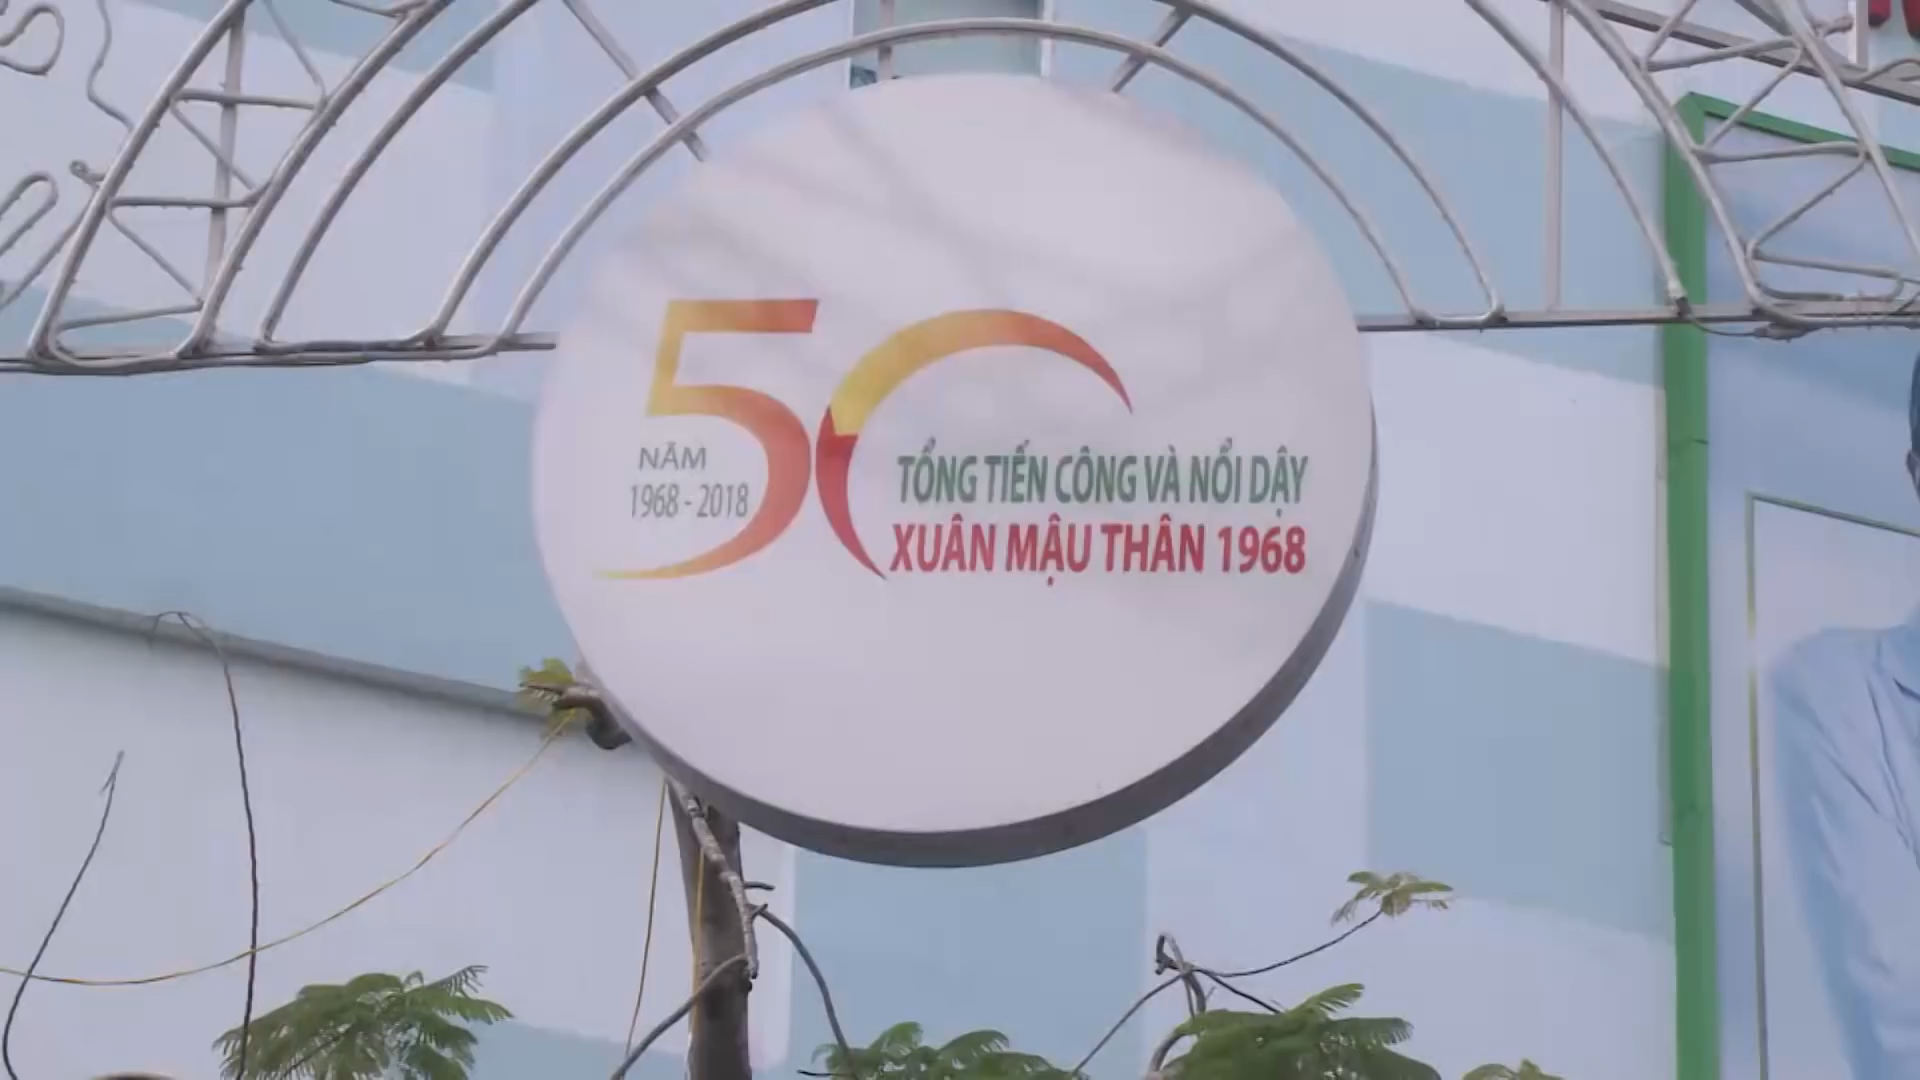 50
NĂM
1968 - 2018
TỔNG TIẾN CÔNG VÀ NỔI DẬY
XUÂN MẬU THÂN 1968